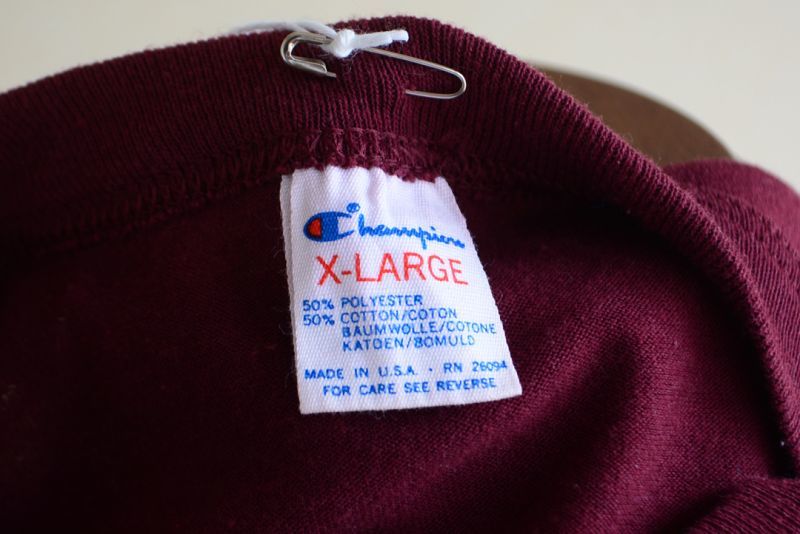 Champion®
X-LARGE
50% POLYESTER
50% COTTON/COTON
BAUMWOLLE/COTONE
KATOEN/BOMULD
MADE IN U.S.A. · RN 26094
FOR CARE SEE REVERSE